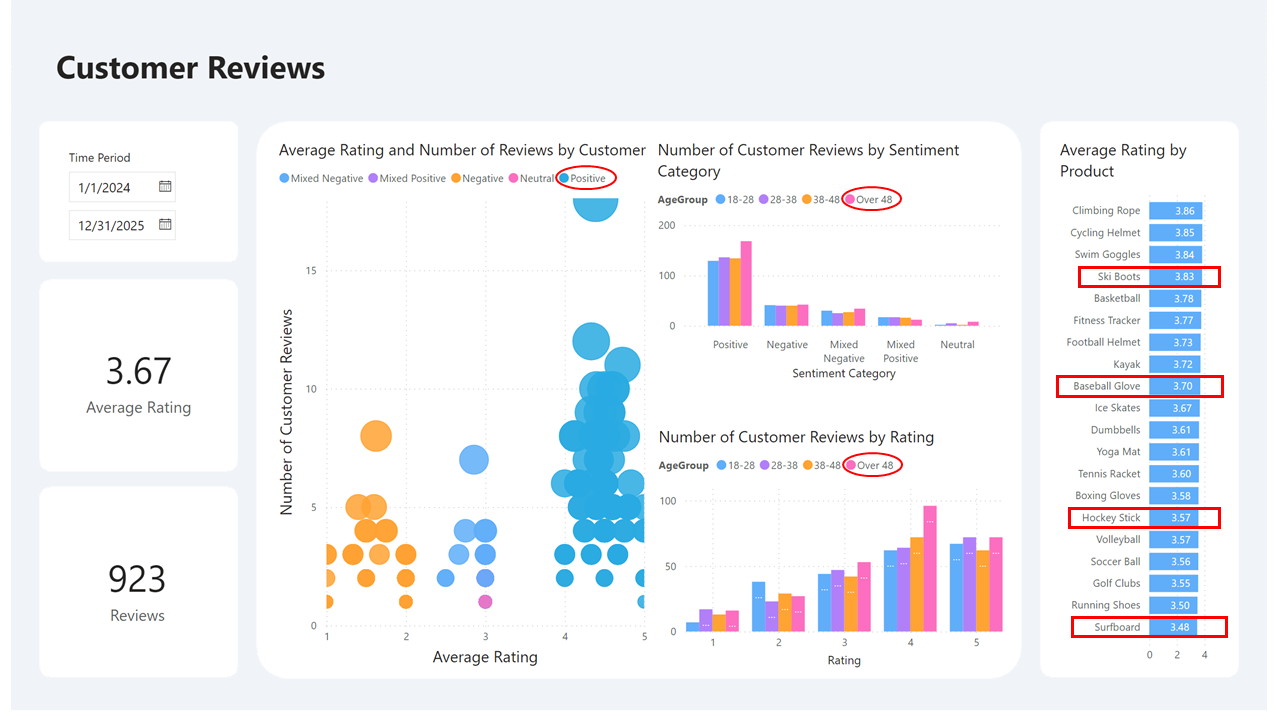 Customer Reviews
Time Period
1/1/2024
12/31/2025
3.67
Average Rating
923
Reviews
Average Rating and Number of Reviews by Customer
Mixed Negative Mixed Positive Negative Neutral Positive
Number of Customer Reviews
15
10
5
0
1 2 3 4 5
Average Rating
Number of Customer Reviews by Sentiment
Category
AgeGroup 18-28 28-38 38-48 Over 48
200
100
0
Positive Negative Mixed Negative Mixed Positive Neutral
Sentiment Category
Number of Customer Reviews by Rating
AgeGroup 18-28 28-38 38-48 Over 48
100
50
0
1 2 3 4 5
Rating
Average Rating by
Product
Climbing Rope 3.86
Cycling Helmet 3.85
Swim Goggles 3.84
Ski Boots 3.83
Basketball 3.78
Fitness Tracker 3.77
Football Helmet 3.73
Kayak 3.72
Baseball Glove 3.70
Ice Skates 3.67
Dumbbells 3.61
Yoga Mat 3.61
Tennis Racket 3.60
Boxing Gloves 3.58
Hockey Stick 3.57
Volleyball 3.57
Soccer Ball 3.56
Golf Clubs 3.55
Running Shoes 3.50
Surfboard 3.48
0 2 4